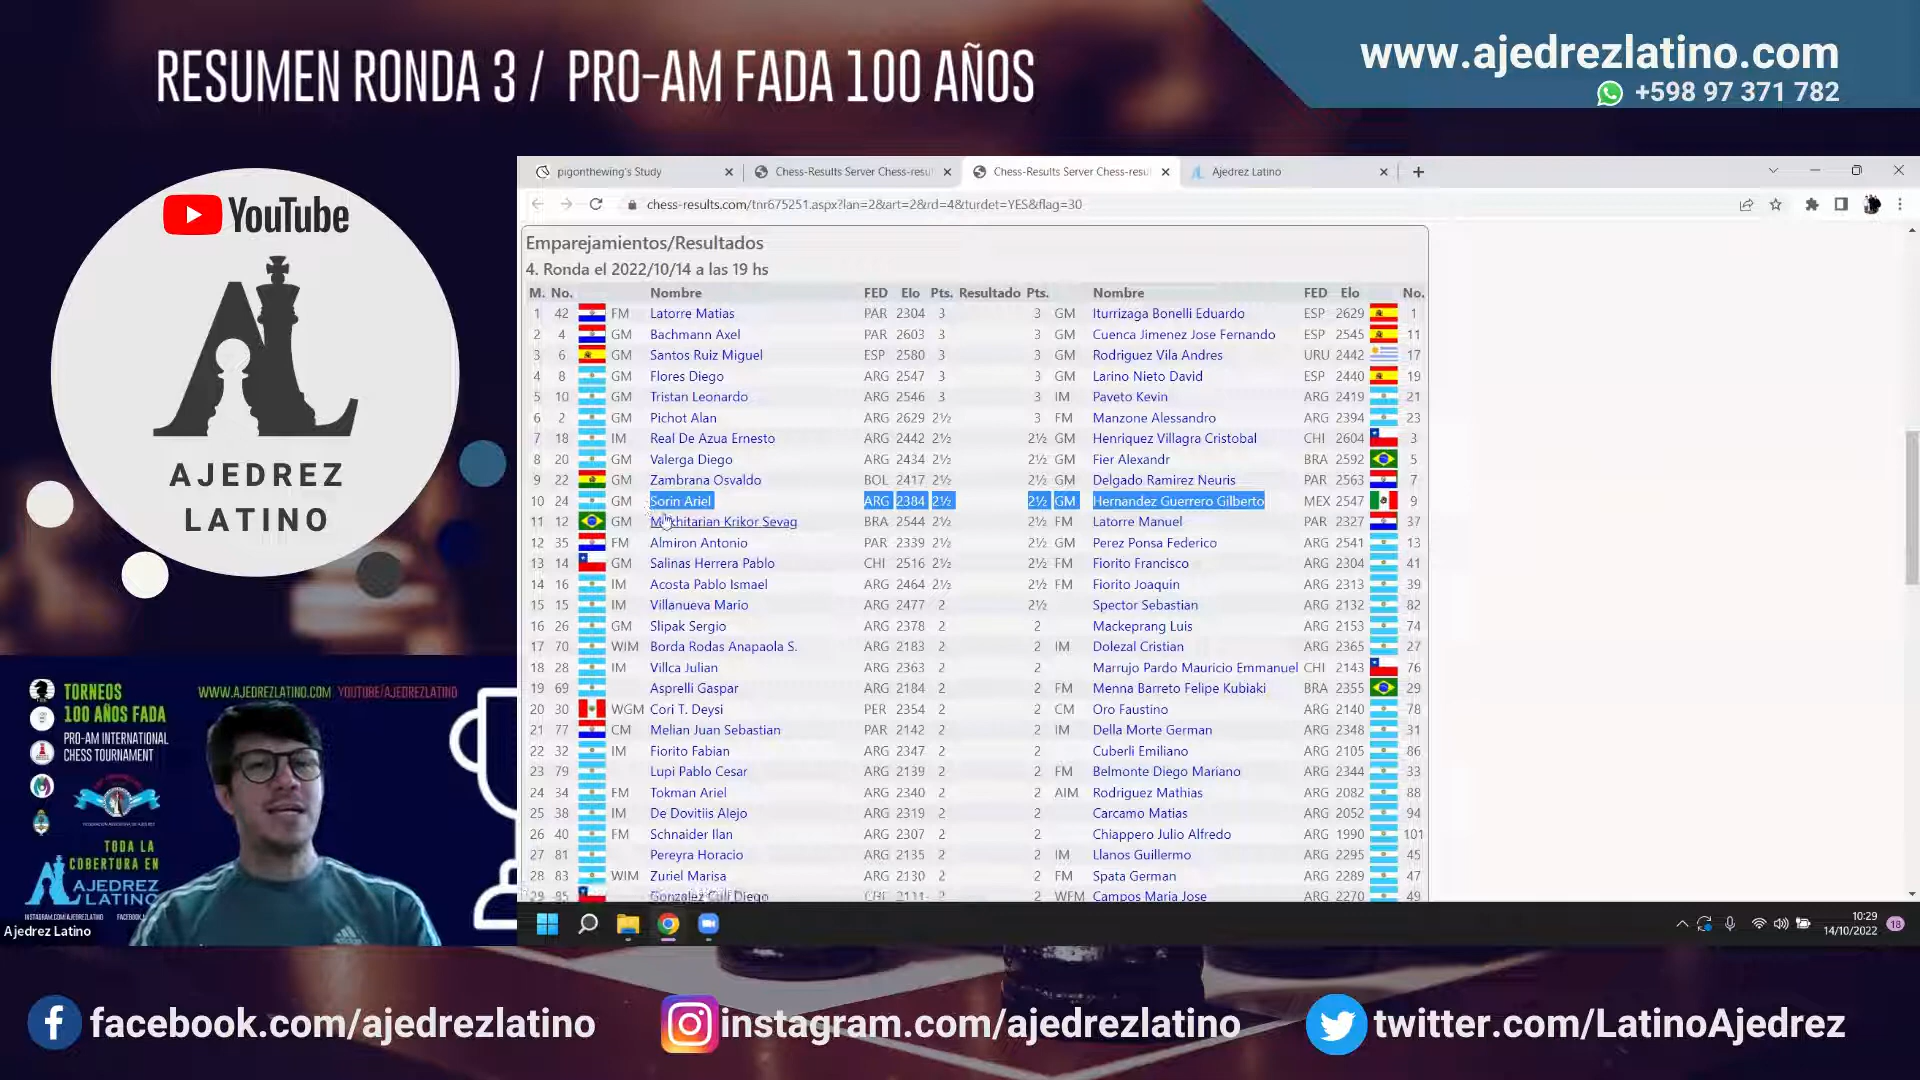 RESUMEN RONDA 3 / PRO-AM FADA 100 AÑOS
www.ajedrezlatino.com
+598 97 371 782
YouTube
AJEDREZ
LATINO
pigonthewing's Study
Chess-Results Server Chess-resu
Chess-Results Server Chess-resu
Ajedrez Latino
chess-results.com/tnr675251.aspx?lan=2&art=2&rd=4&turdet=YES&flag=30
Emparejamientos/Resultados
4. Ronda el 2022/10/14 a las 19 hs
M. No. Nombre FED Elo Pts. Resultado Pts. Nombre FED Elo No.
1 42 FM Latorre Matias PAR 2304 3 3 GM Iturrizaga Bonelli Eduardo ESP 2629 1
2 4 GM Bachmann Axel PAR 2603 3 3 GM Cuenca Jimenez Jose Fernando ESP 2545 11
3 6 GM Santos Ruiz Miguel ESP 2580 3 3 GM Rodriguez Vila Andres URU 2442 17
4 8 GM Flores Diego ARG 2547 3 3 GM Larino Nieto David ESP 2440 19
5 10 GM Tristan Leonardo ARG 2546 3 3 IM Paveto Kevin ARG 2419 21
6 2 GM Pichot Alan ARG 2629 2½ 3 FM Manzone Alessandro ARG 2394 23
7 18 IM Real De Azua Ernesto ARG 2442 2½ 2½ GM Henriquez Villagra Cristobal CHI 2604 3
8 20 GM Valerga Diego ARG 2434 2½ 2½ GM Fier Alexandr BRA 2592 5
9 22 GM Zambrana Osvaldo BOL 2417 2½ 2½ GM Delgado Ramirez Neuris PAR 2563 7
10 24 GM Sorin Ariel ARG 2384 2½ 2½ GM Hernandez Guerrero Gilberto MEX 2547 9
11 12 GM Mekhitarian Krikor Sevag BRA 2544 2½ 2½ FM Latorre Manuel PAR 2327 37
12 35 FM Almiron Antonio PAR 2339 2½ 2½ GM Perez Ponsa Federico ARG 2541 13
13 14 GM Salinas Herrera Pablo CHI 2516 2½ 2½ FM Fiorito Francisco ARG 2304 41
14 16 IM Acosta Pablo Ismael ARG 2464 2½ 2½ FM Fiorito Joaquin ARG 2313 39
15 15 IM Villanueva Mario ARG 2477 2 2½ Spector Sebastian ARG 2132 82
16 26 GM Slipak Sergio ARG 2378 2 2 Mackeprang Luis ARG 2153 74
17 70 WIM Borda Rodas Anapaola S. ARG 2183 2 2 IM Dolezal Cristian ARG 2365 27
18 28 IM Villca Julian ARG 2363 2 2 Marrujo Pardo Mauricio Emmanuel CHI 2143 76
19 69 Asprelli Gaspar ARG 2184 2 2 FM Menna Barreto Felipe Kubiaki BRA 2355 29
20 30 WGM Cori T. Deysi PER 2354 2 2 CM Oro Faustino ARG 2140 78
21 77 CM Melian Juan Sebastian PAR 2142 2 2 IM Della Morte German ARG 2348 31
22 32 IM Fiorito Fabian ARG 2347 2 2 Cuberli Emiliano ARG 2105 86
23 79 Lupi Pablo Cesar ARG 2139 2 2 FM Belmonte Diego Mariano ARG 2344 33
24 34 FM Tokman Ariel ARG 2340 2 2 AIM Rodriguez Mathias ARG 2082 88
25 38 IM De Dovitiis Alejo ARG 2319 2 2 Carcamo Matias ARG 2052 94
26 40 FM Schnaider Ilan ARG 2307 2 2 Chiappero Julio Alfredo ARG 1990 101
27 81 Pereyra Horacio ARG 2135 2 2 IM Llanos Guillermo ARG 2295 45
28 83 WIM Zuriel Marisa ARG 2130 2 2 FM Spata German ARG 2289 47
29 85 Gonzalez Culi Diego CHI 2111 2 2 WFM Campos Maria Jose ARG 2270 49
10:29
14/10/2022
18
TORNEOS
100 AÑOS FADA
PRO-AM INTERNATIONAL
CHESS TOURNAMENT
WWW.AJEDREZLATINO.COM YOUTUBE/AJEDREZLATINO
TODA LA
COBERTURA EN
AJEDREZ
LATINO
INSTAGRAM.COM/AJEDREZLATINO
Ajedrez Latino
facebook.com/ajedrezlatino
instagram.com/ajedrezlatino
twitter.com/LatinoAjedrez